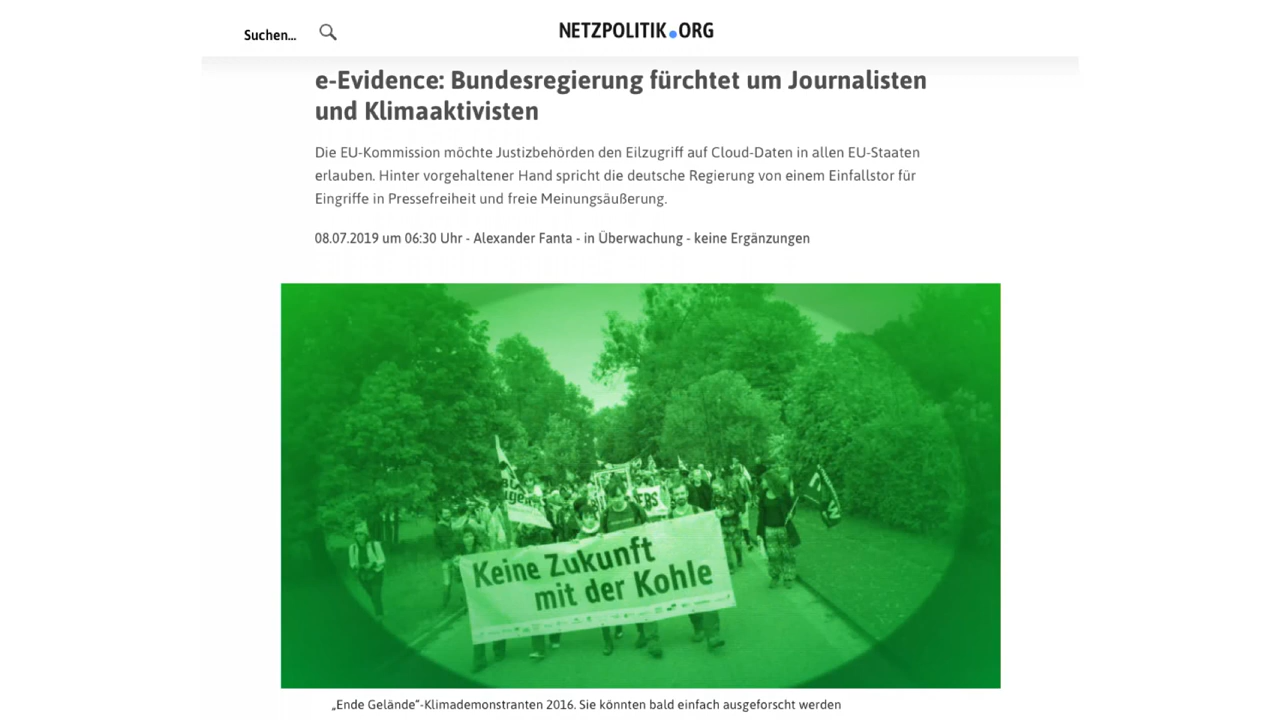 Suchen...
NETZPOLITIK.ORG
e-Evidence: Bundesregierung fürchtet um Journalisten
und Klimaaktivisten
Die EU-Kommission möchte Justizbehörden den Eilzugriff auf Cloud-Daten in allen EU-Staaten
erlauben. Hinter vorgehaltener Hand spricht die deutsche Regierung von einem Einfallstor für
Eingriffe in Pressefreiheit und freie Meinungsäußerung.
08.07.2019 um 06:30 Uhr - Alexander Fanta - in Überwachung - keine Ergänzungen
Keine Zukunft
mit der Kohle
„Ende Gelände“-Klimademonstranten 2016. Sie könnten bald einfach ausgeforscht werden